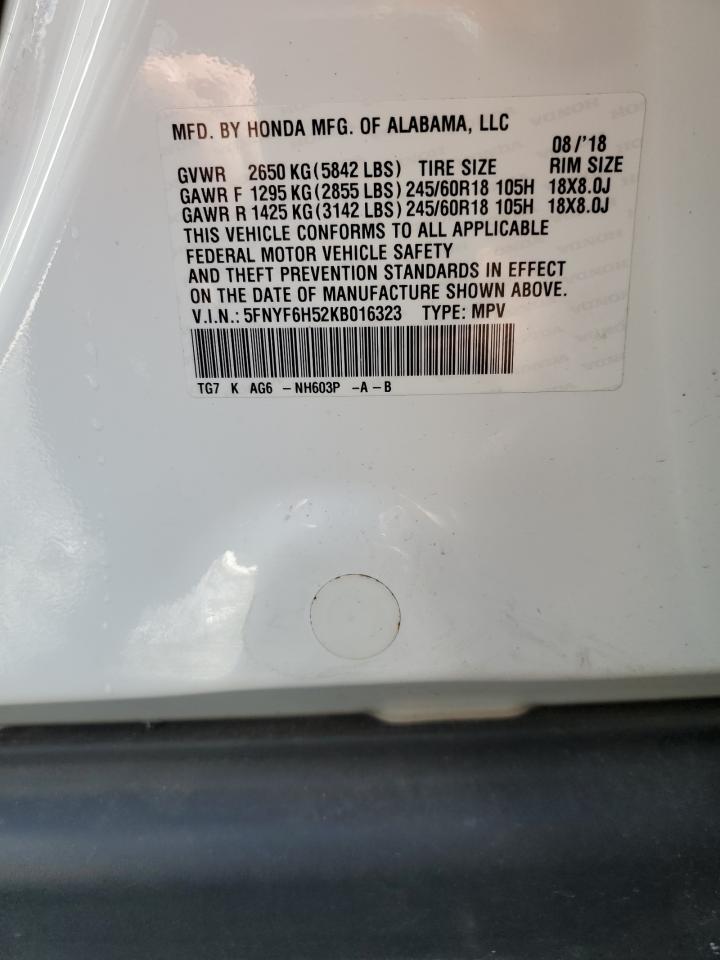 MFD. BY HONDA MFG. OF ALABAMA, LLC
08/'18
GVWR 2650 KG(5842 LBS) TIRE SIZE RIM SIZE
GAWR F 1295 KG(2855 LBS) 245/60R18 105H 18X8.0J
GAWR R 1425 KG(3142 LBS) 245/60R18 105H 18X8.0J
THIS VEHICLE CONFORMS TO ALL APPLICABLE
FEDERAL MOTOR VEHICLE SAFETY
AND THEFT PREVENTION STANDARDS IN EFFECT
ON THE DATE OF MANUFACTURE SHOWN ABOVE.
V.I.N.: 5FNYF6H52KB016323 TYPE: MPV
TG7 K AG6 -NH603P -A-B